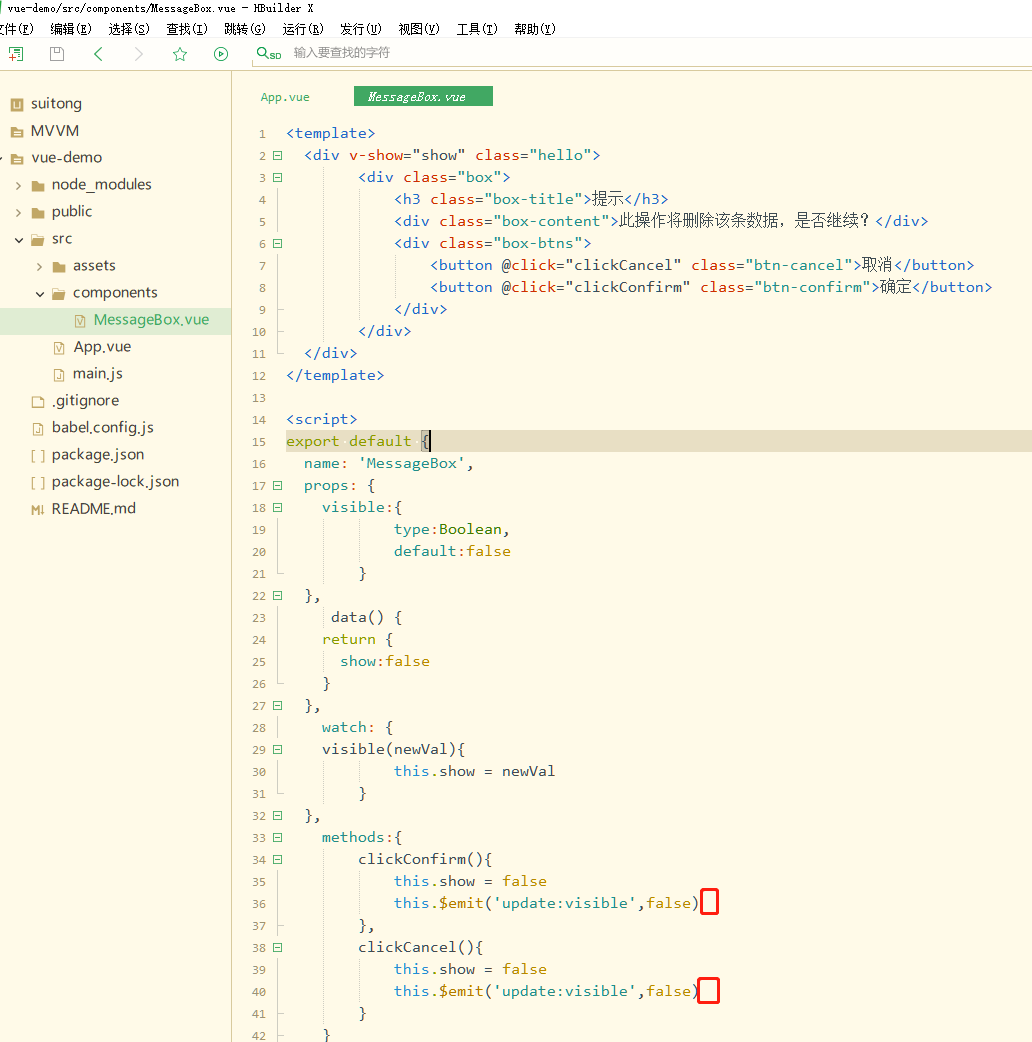 vue-demo/src/components/MessageBox.vue - HBuilder X
文件(F) 编辑(E) 选择(S) 查找(I) 跳转(G) 运行(R) 发行(U) 视图(V) 工具(T) 帮助(Y)
SD 输入要查找的字符
suitong
MVVM
vue-demo
node_modules
public
src
assets
components
MessageBox.vue
App.vue
main.js
.gitignore
babel.config.js
package.json
package-lock.json
README.md
App.vue MessageBox.vue
1 <template>
2 <div v-show="show" class="hello">
3 <div class="box">
4 <h3 class="box-title">提示</h3>
5 <div class="box-content">此操作将删除该条数据，是否继续？</div>
6 <div class="box-btns">
7 <button @click="clickCancel" class="btn-cancel">取消</button>
8 <button @click="clickConfirm" class="btn-confirm">确定</button>
9 </div>
10 </div>
11 </div>
12 </template>
13
14 <script>
15 export default {
16 name: 'MessageBox',
17 props: {
18 visible:{
19 type:Boolean,
20 default:false
21 }
22 },
23 data() {
24 return {
25 show:false
26 }
27 },
28 watch: {
29 visible(newVal){
30 this.show = newVal
31 }
32 },
33 methods:{
34 clickConfirm(){
35 this.show = false
36 this.$emit('update:visible',false)
37 },
38 clickCancel(){
39 this.show = false
40 this.$emit('update:visible',false)
41 }
42 }